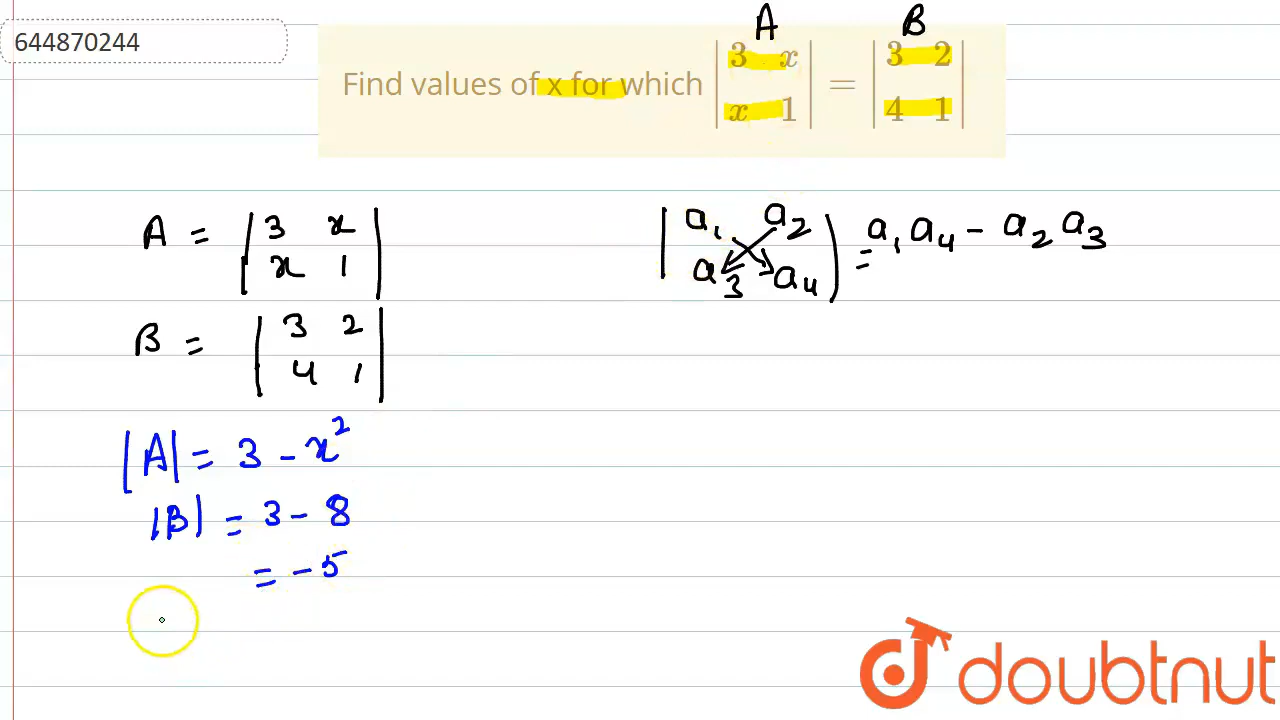 644870244
A B
Find values of x for which |3 x| = |3 2|
|x 1| |4 1|
A = |3 x|
|x 1|
|a₁ a₂| = a₁a₄ - a₂a₃
|a₃ a₄|
B = |3 2|
|4 1|
|A| = 3 - x²
|B| = 3 - 8
= -5
doubtnut